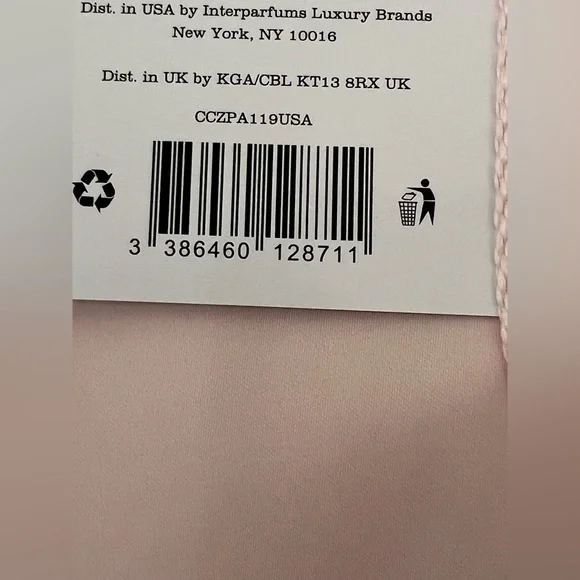 Dist. in USA by Interparfums Luxury Brands
New York, NY 10016
Dist. in UK by KGA/CBL KT13 8RX UK
CCZPA119USA
3 386460 128711